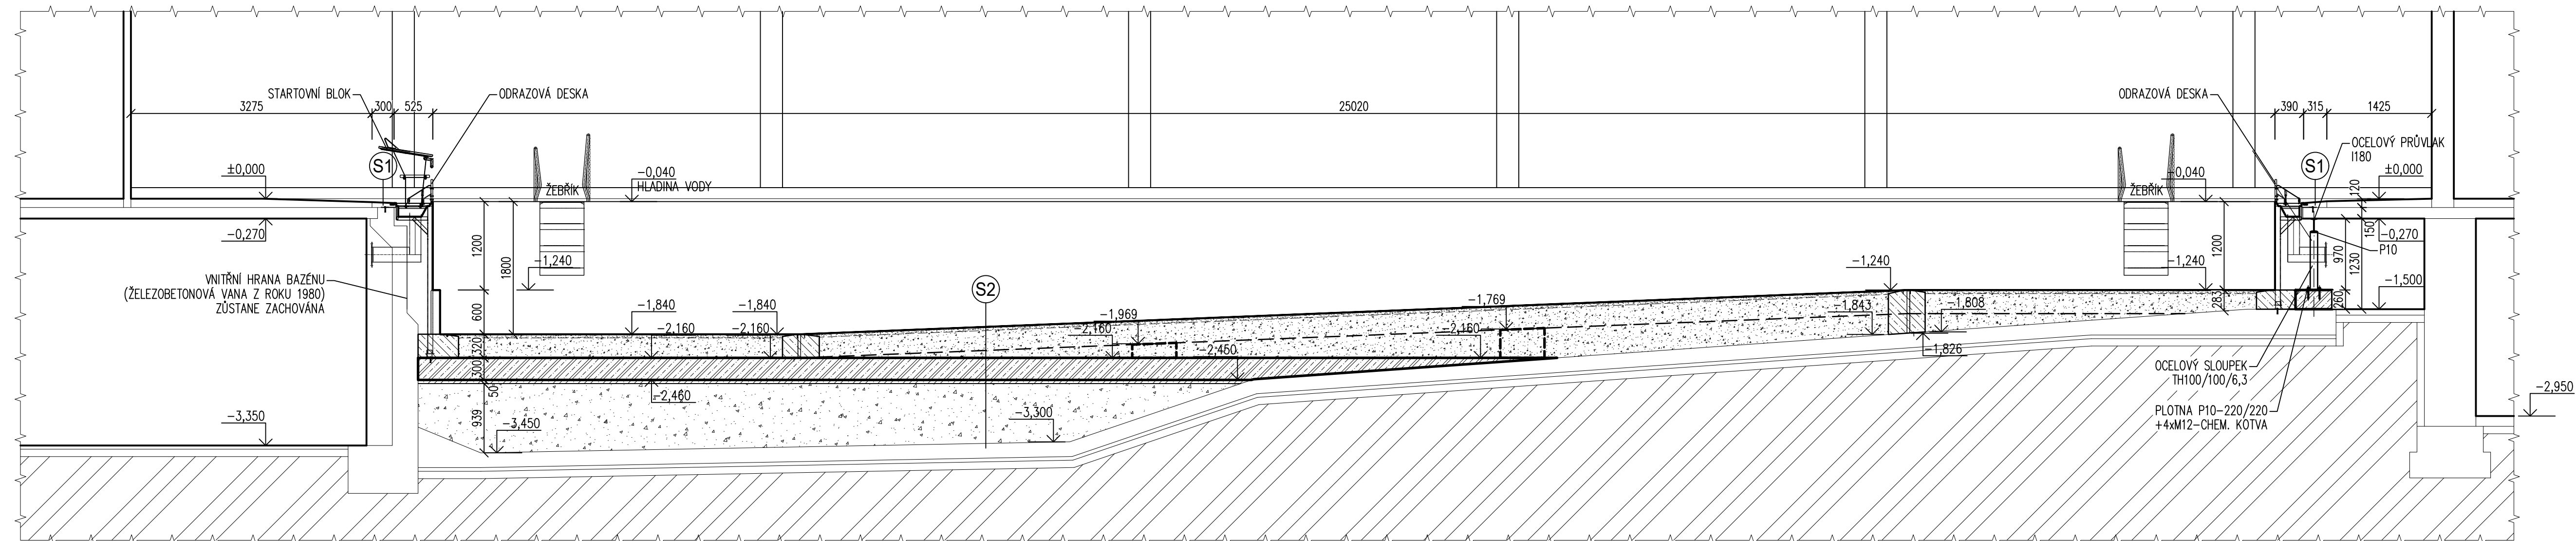 STARTOVNÍ BLOK
ODRAZOVÁ DESKA
ODRAZOVÁ DESKA
3275
300
525
25020
390
315
1425
S1
±0,000
ŽEBŘÍK
-0,040
HLADINA VODY
-0,040
ŽEBŘÍK
OCELOVÝ PRŮVLAK
I180
S1
±0,000
120
-0,270
150
-0,270
P10
1200
1800
-1,240
1200
970
1230
VNITŘNÍ HRANA BAZÉNU
(ŽELEZOBETONOVÁ VANA Z ROKU 1980)
ZŮSTANE ZACHOVÁNA
S2
-1,240
-1,240
-1,500
600
-1,840
-1,840
-1,969
-1,769
-1,843
-1,808
283
260
320
-2,160
-2,160
-2,160
-2,160
300
-2,450
-1,826
50
-2,460
OCELOVÝ SLOUPEK
TH100/100/6,3
939
-3,350
-3,450
-3,300
PLOTNA P10-220/220
+4xM12-CHEM. KOTVA
-2,950